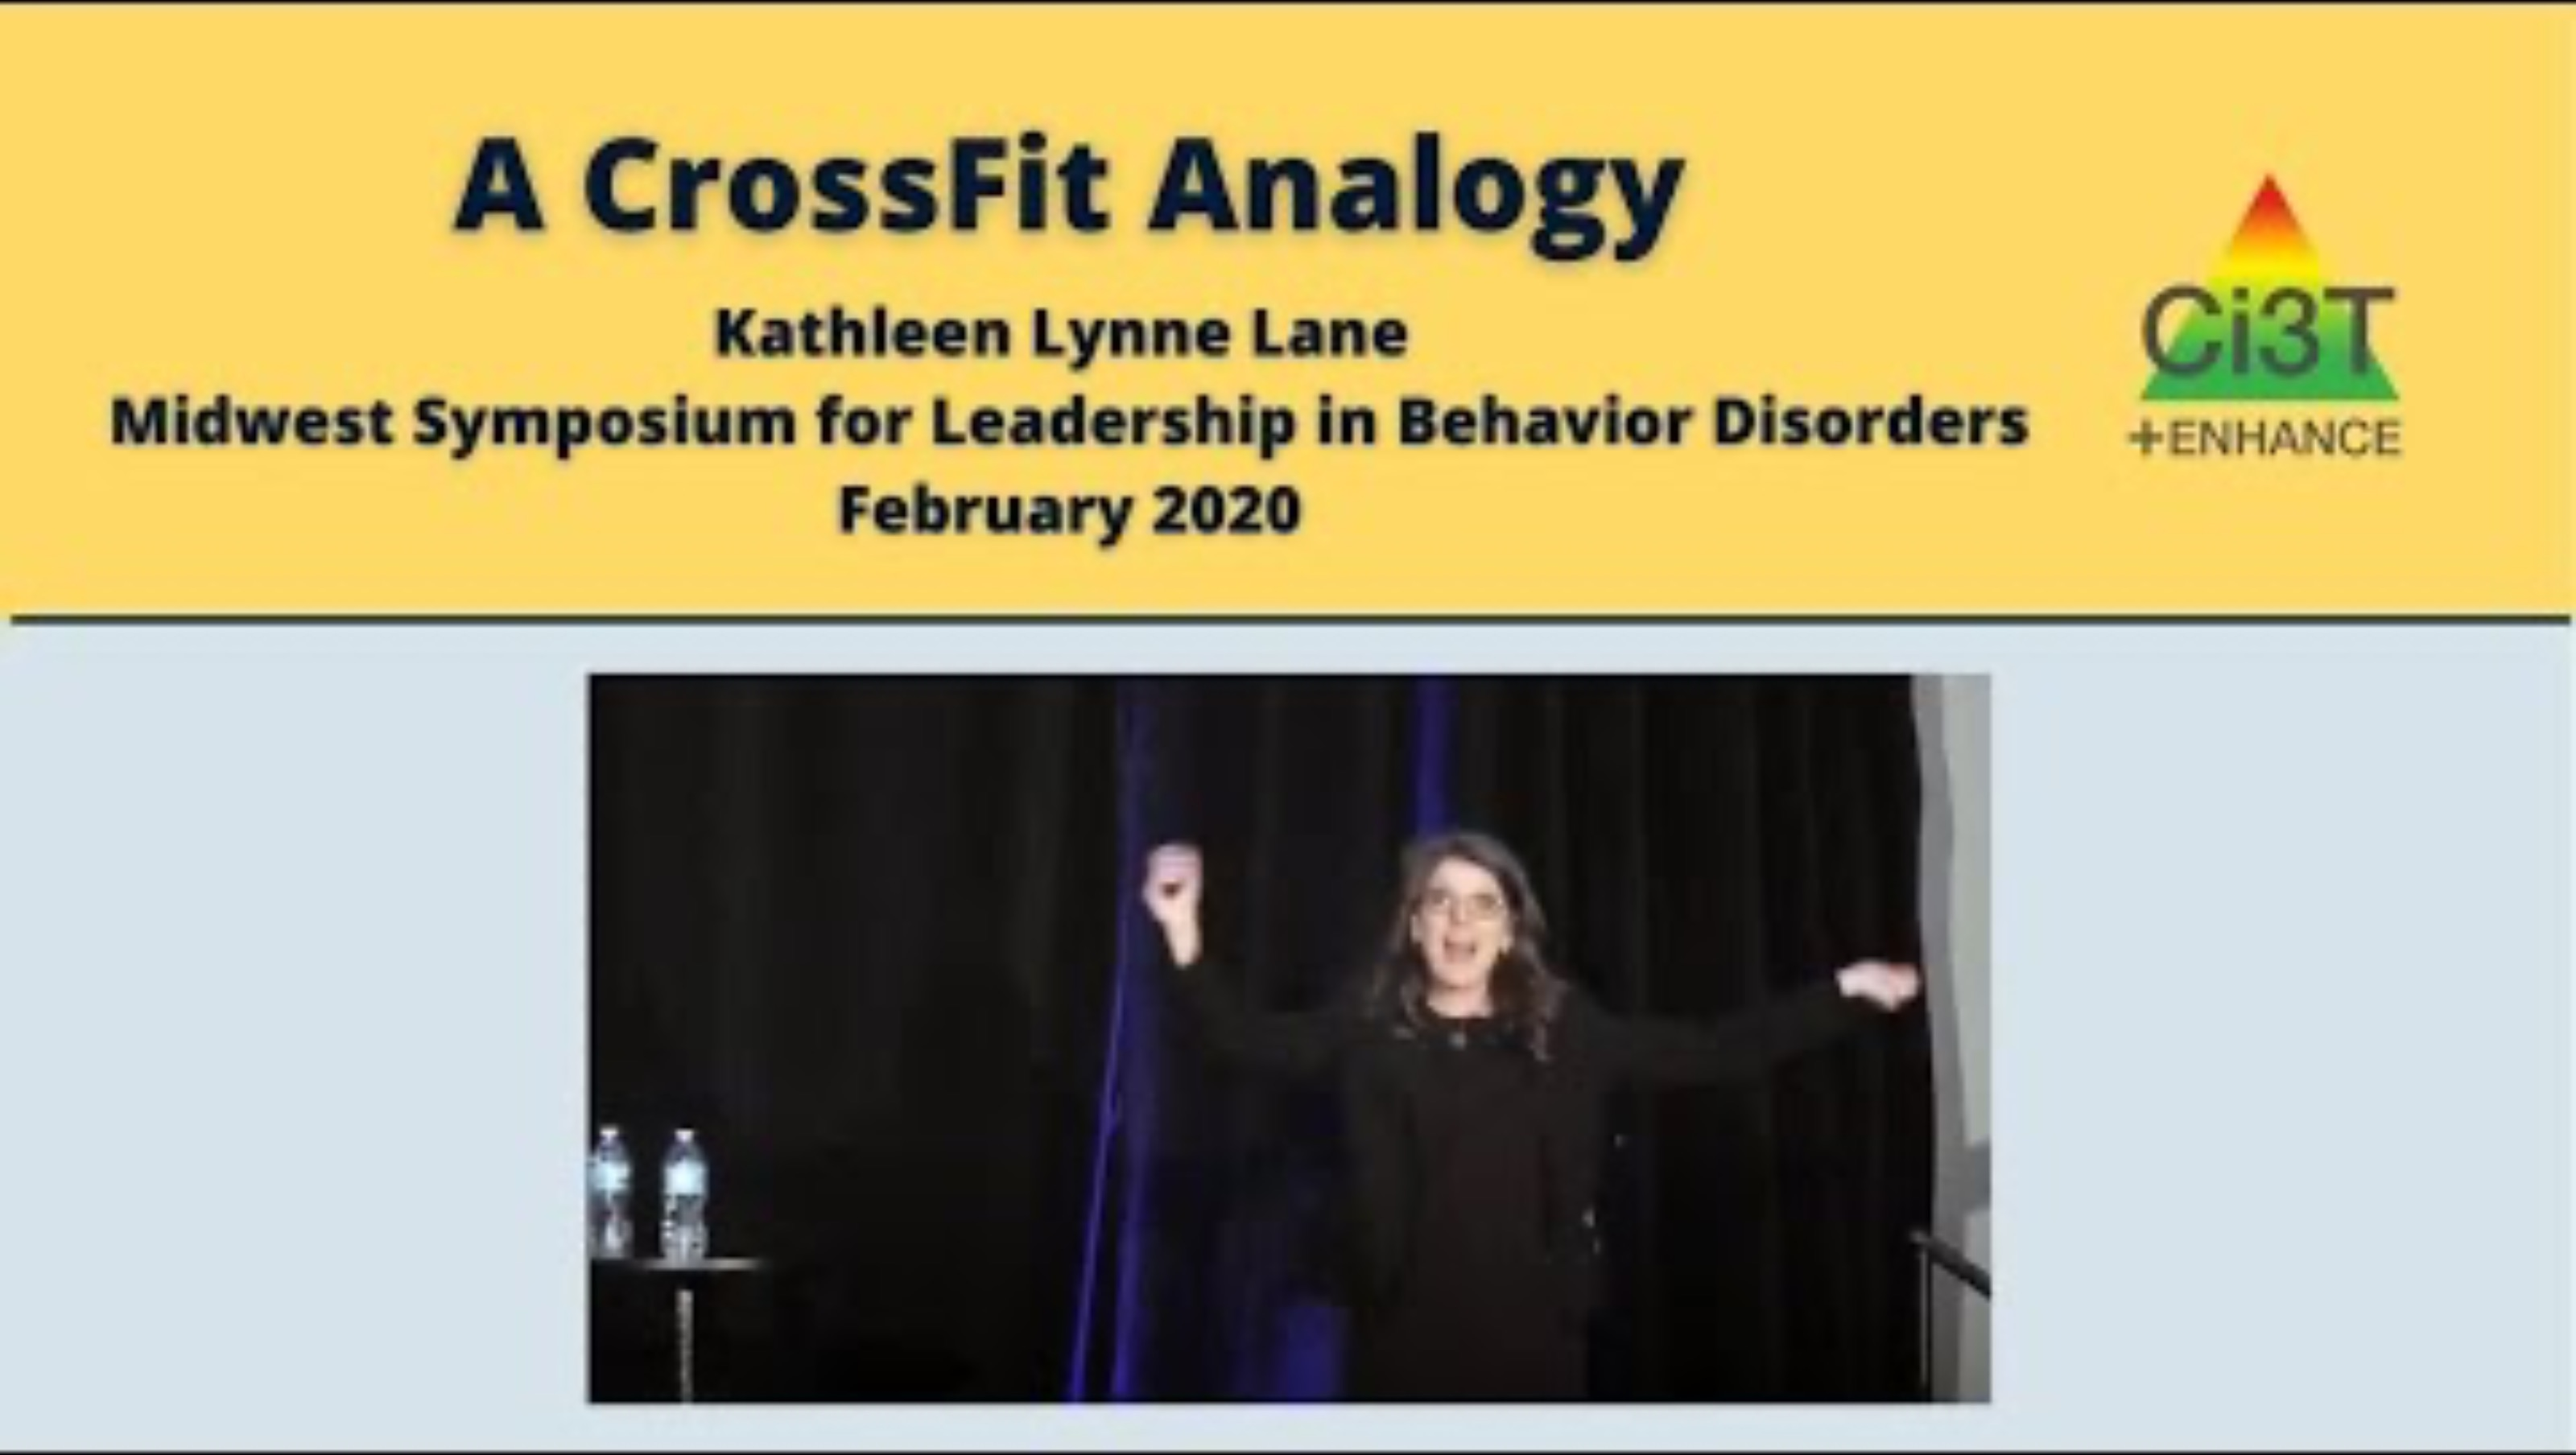 A CrossFit Analogy
Kathleen Lynne Lane
Midwest Symposium for Leadership in Behavior Disorders
February 2020
Ci3T
+ENHANCE